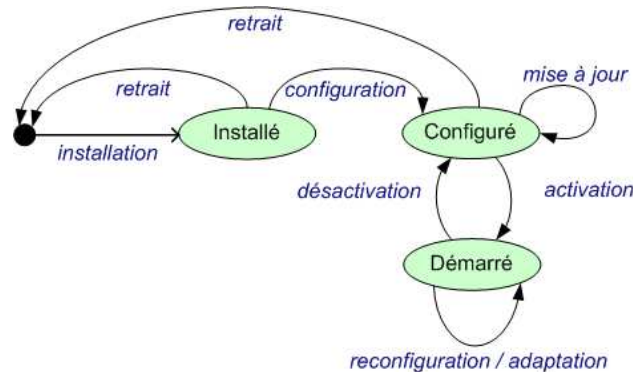 retrait
mise à jour
retrait
configuration
Installé
Configuré
installation
désactivation
activation
Démarré
reconfiguration / adaptation